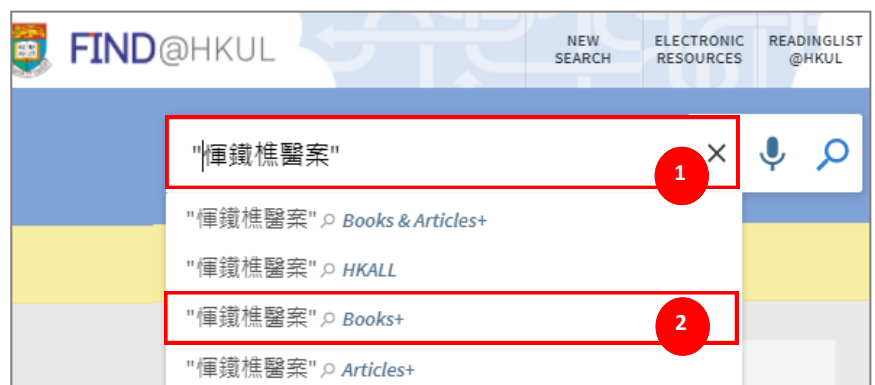 FIND@HKUL
NEW SEARCH
ELECTRONIC RESOURCES
READINGLIST @HKUL
"惲鐵樵醫案"
1
"惲鐵樵醫案" Books & Articles+
"惲鐵樵醫案" HKALL
"惲鐵樵醫案" Books+
2
"惲鐵樵醫案" Articles+